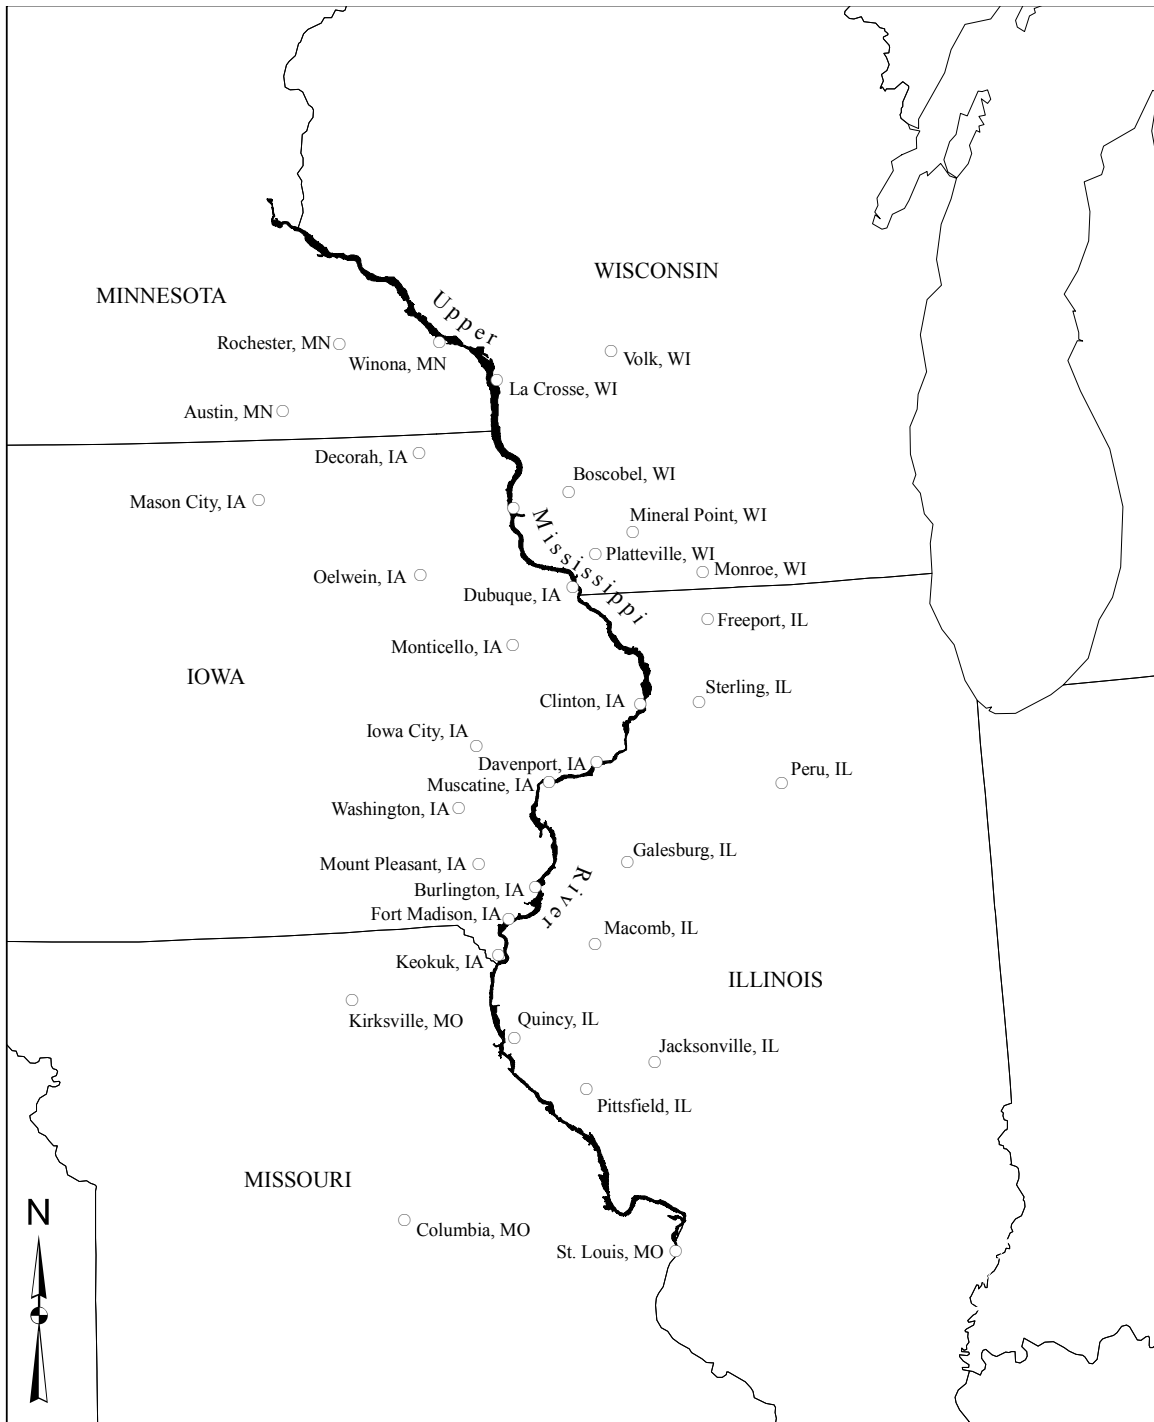 WISCONSIN
MINNESOTA
Upper
Rochester, MN
Winona, MN
Volk, WI
La Crosse, WI
Austin, MN
Decorah, IA
Boscobel, WI
Mason City, IA
Mississippi
Mineral Point, WI
Platteville, WI
Monroe, WI
Oelwein, IA
Dubuque, IA
Freeport, IL
Monticello, IA
IOWA
Sterling, IL
Clinton, IA
Iowa City, IA
Davenport, IA
Peru, IL
Muscatine, IA
Washington, IA
Galesburg, IL
Mount Pleasant, IA
River
Burlington, IA
Fort Madison, IA
Macomb, IL
Keokuk, IA
ILLINOIS
Kirksville, MO
Quincy, IL
Jacksonville, IL
Pittsfield, IL
MISSOURI
N
Columbia, MO
St. Louis, MO